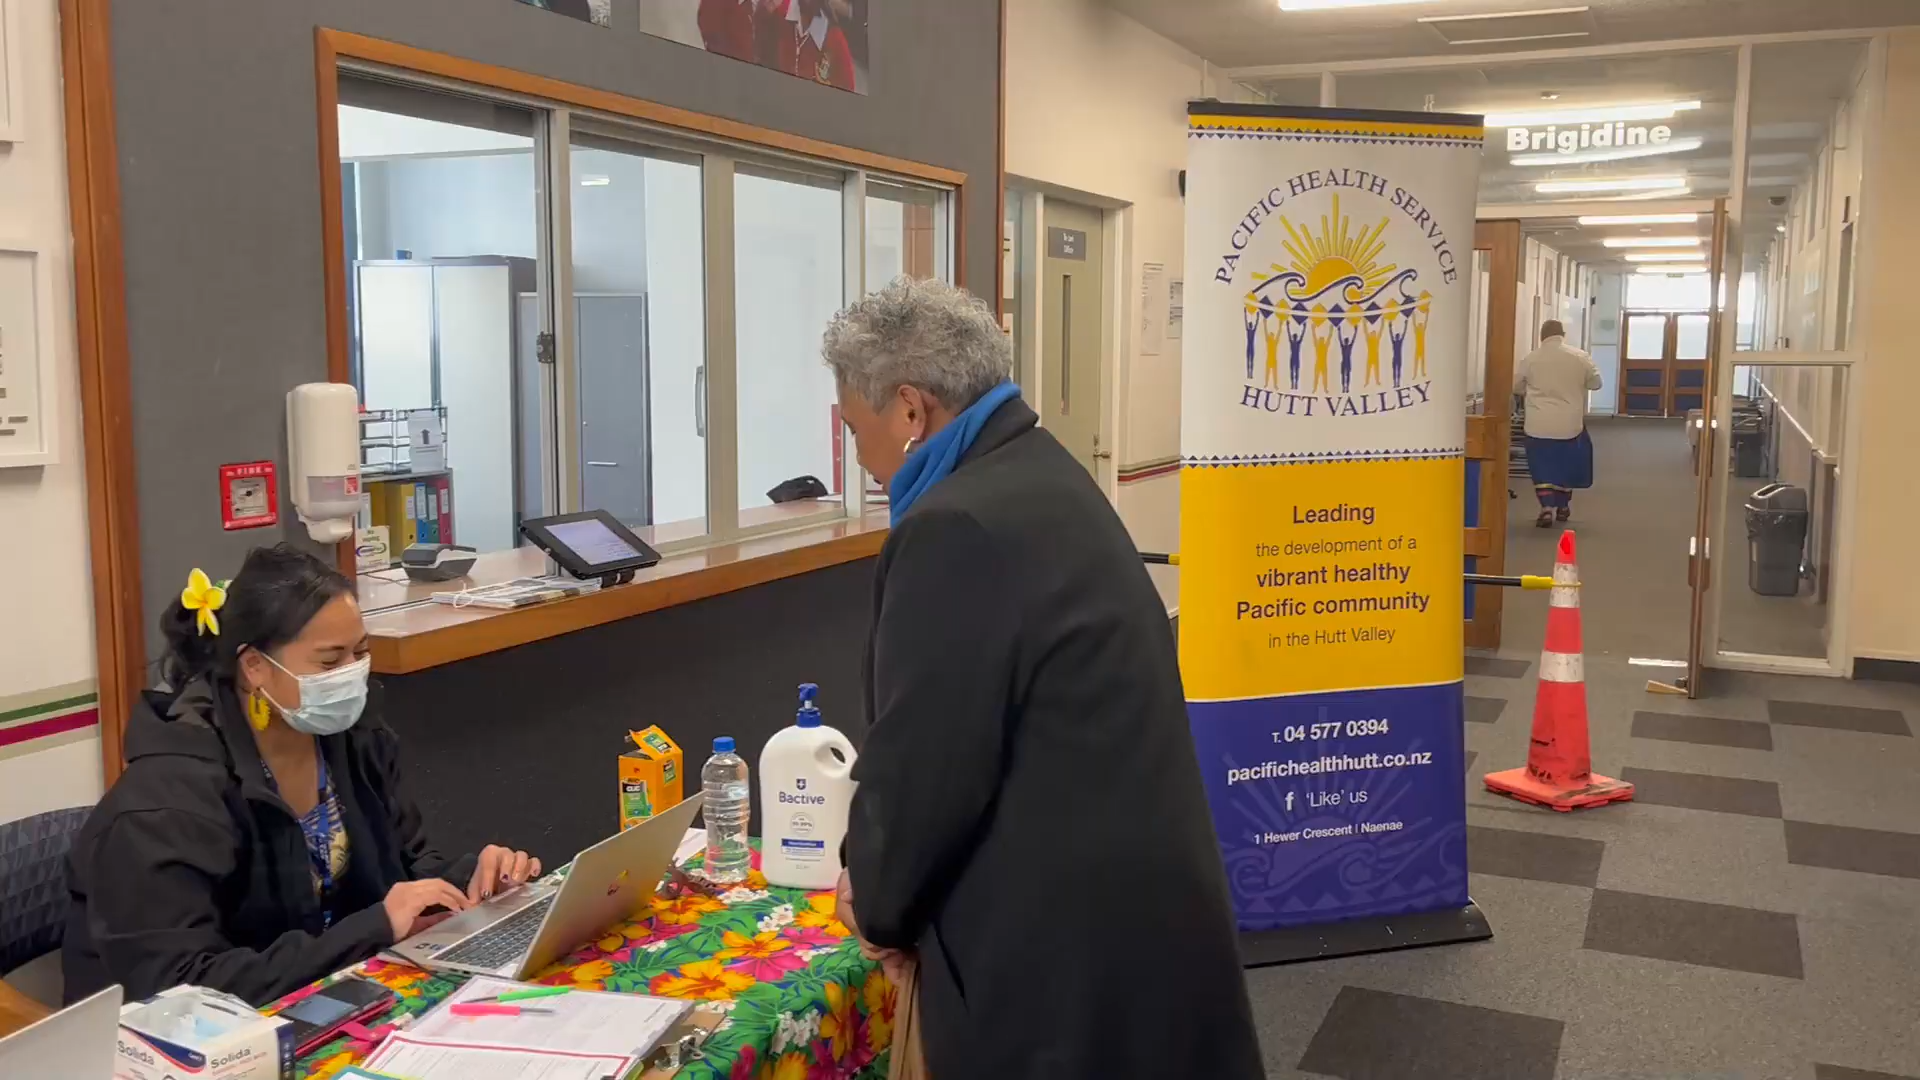 Brigidine
PACIFIC HEALTH SERVICE
HUTT VALLEY
Leading
the development of a
vibrant healthy
Pacific community
in the Hutt Valley
T. 04 577 0394
pacifichealthhutt.co.nz
f 'Like' us
1 Hewer Crescent | Naenae
FIRE
Bactive
Solida
Solida